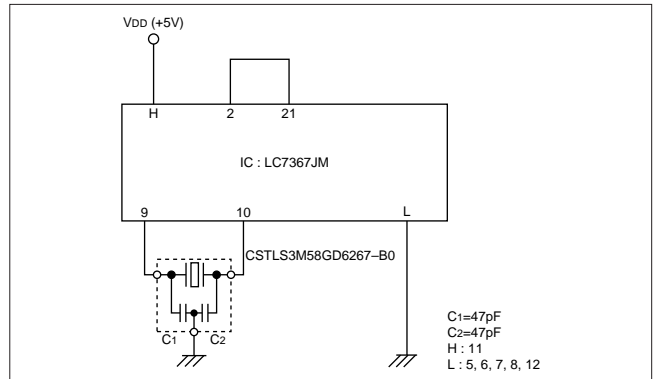 VDD (+5V)
H
2
21
IC : LC7367JM
9
10
L
CSTLS3M58GD6267–B0
C1
C2
C1=47pF
C2=47pF
H : 11
L : 5, 6, 7, 8, 12